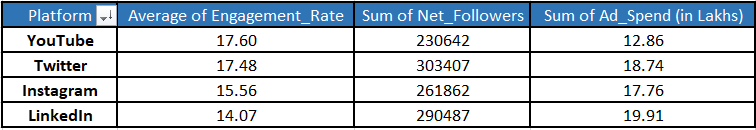 Platform Average of Engagement_Rate Sum of Net_Followers Sum of Ad_Spend (in Lakhs)
YouTube 17.60 230642 12.86
Twitter 17.48 303407 18.74
Instagram 15.56 261862 17.76
LinkedIn 14.07 290487 19.91